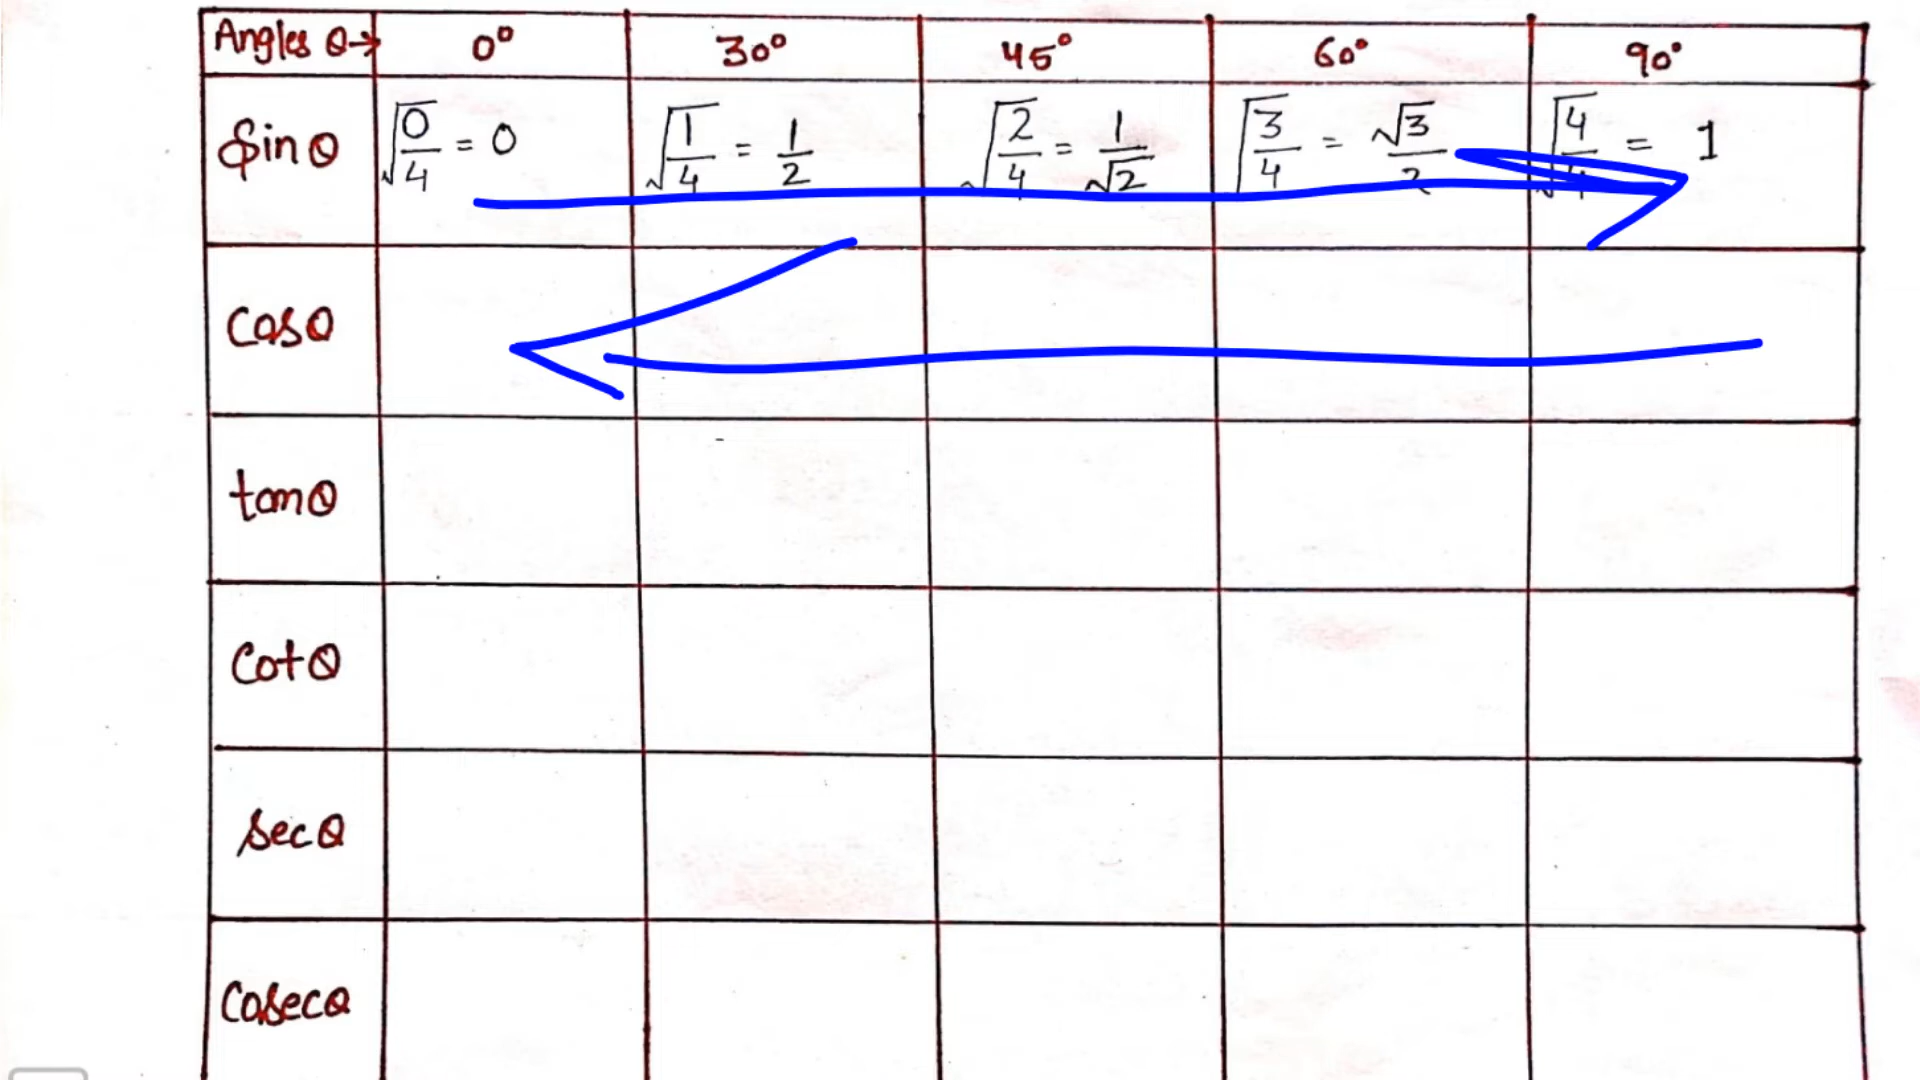 Angles θ→ 0° 30° 45° 60° 90°
Sinθ √0/4 = 0 √1/4 = 1/2 √2/4 = 1/√2 √3/4 = √3/2 √4/4 = 1
Cosθ
tanθ
Cotθ
Secθ
Cosecθ